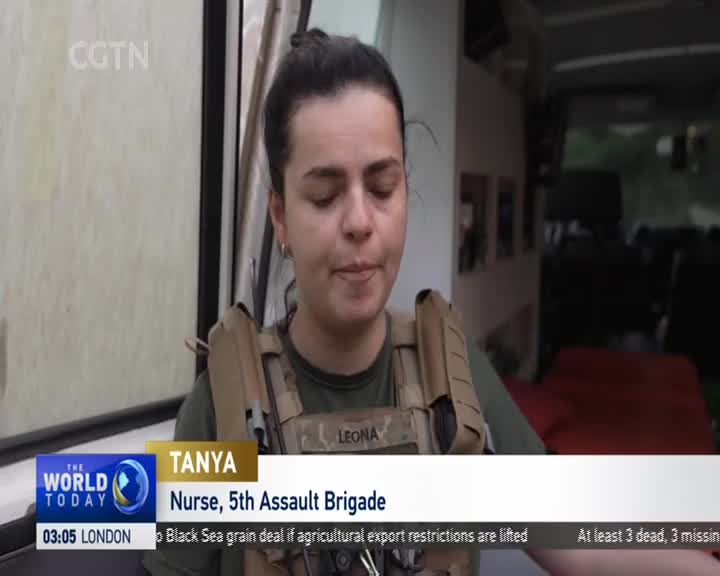 CGTN
LEONA
TANYA
THE
WORLD
TODAY
Nurse, 5th Assault Brigade
03:05 LONDON
o Black Sea grain deal if agricultural export restrictions are lifted At least 3 dead, 3 missin